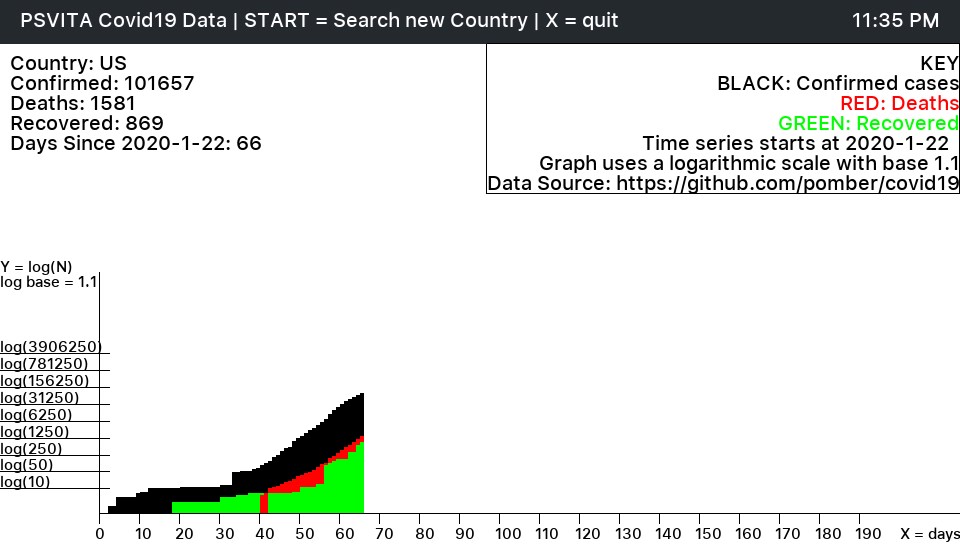 PSVITA Covid19 Data | START = Search new Country | X = quit 11:35 PM
Country: US
Confirmed: 101657
Deaths: 1581
Recovered: 869
Days Since 2020-1-22: 66
KEY
BLACK: Confirmed cases
RED: Deaths
GREEN: Recovered
Time series starts at 2020-1-22
Graph uses a logarithmic scale with base 1.1
Data Source: https://github.com/pomber/covid19
Y = log(N)
log base = 1.1
log(3906250)
log(781250)
log(156250)
log(31250)
log(6250)
log(1250)
log(250)
log(50)
log(10)
0 10 20 30 40 50 60 70 80 90 100 110 120 130 140 150 160 170 180 190 X = days